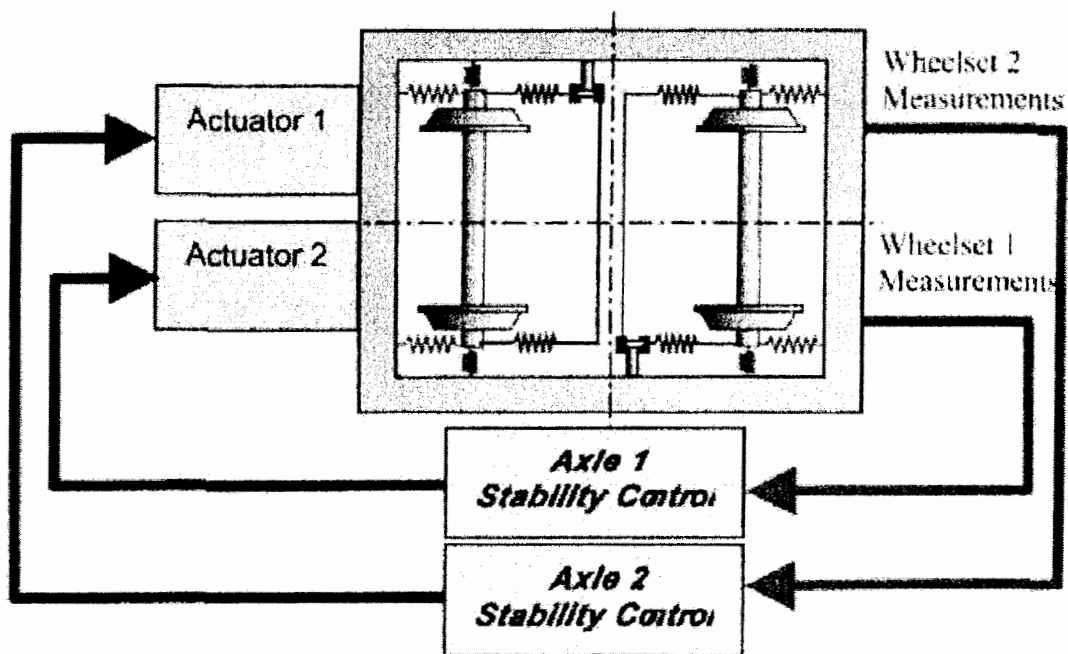 Actuator 1
Actuator 2
Wheelset 2
Measurements
Wheelset 1
Measurements
Axle 1
Stability Control
Axle 2
Stability Control